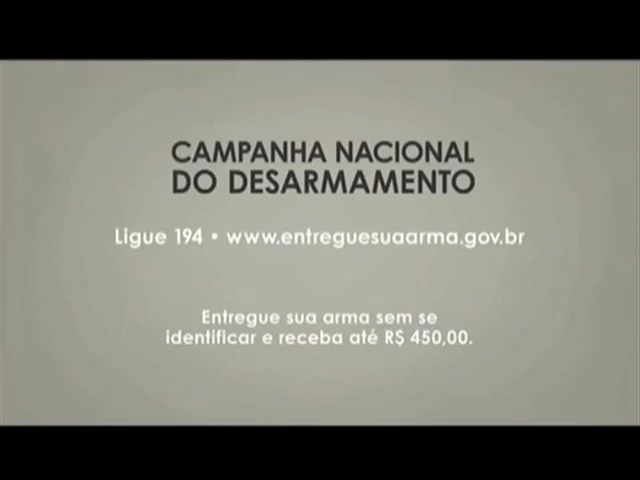 CAMPANHA NACIONAL
DO DESARMAMENTO
Ligue 194 • www.entreguesuaarma.gov.br
Entregue sua arma sem se
identificar e receba até R$ 450,00.